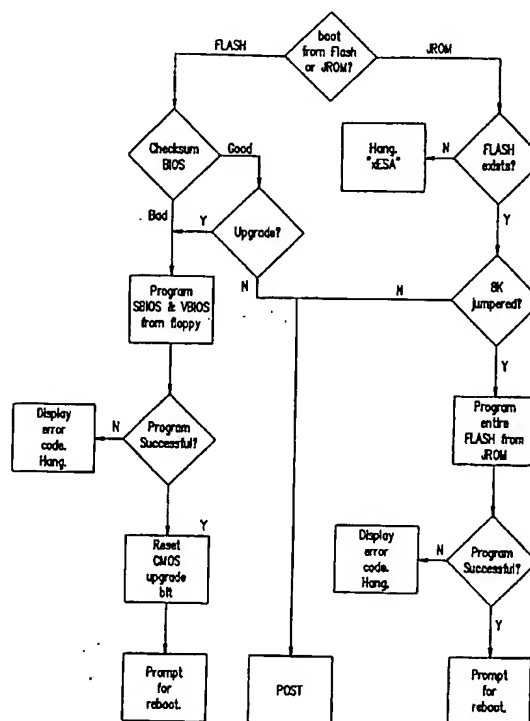 boot
from Flash
or JROM?
FLASH
JROM
Checksum
BIOS
Good
Bad
Hang.
"xESA"
N
FLASH
exists?
Y
Upgrade?
Y
N
8K
jumpered?
N
Y
Program
SBIOS & VBIOS
from floppy
Program
entire
FLASH from
JROM
Display
error
code.
Hang.
N
Program
Successful?
Y
Reset
CMOS
upgrade
bit
Display
error
code.
Hang.
N
Program
Successful?
Y
Prompt
for
reboot.
POST
Prompt
for
reboot.